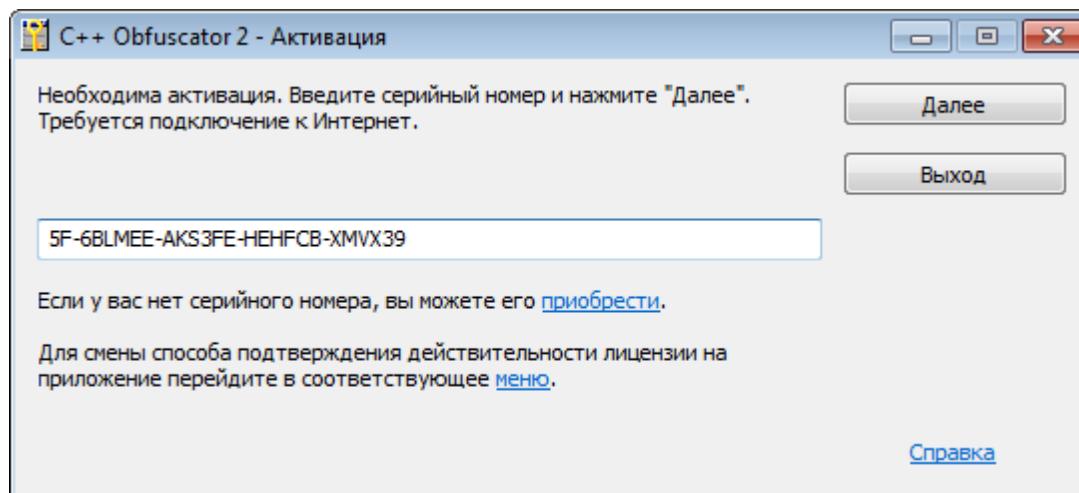 C++ Obfuscator 2 - Активация
Необходима активация. Введите серийный номер и нажмите "Далее".
Требуется подключение к Интернет.
Далее
Выход
5F-6BLMEE-AKS3FE-HEHFCB-XMVX39
Если у вас нет серийного номера, вы можете его приобрести.
Для смены способа подтверждения действительности лицензии на
приложение перейдите в соответствующее меню.
Справка